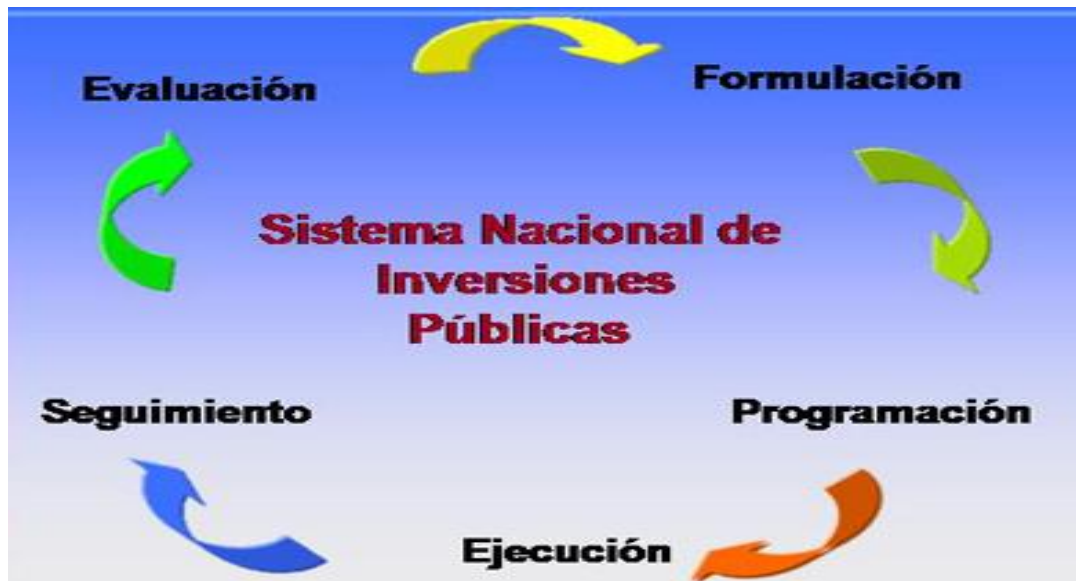 Evaluación
Formulación
Sistema Nacional de
Inversiones
Públicas
Seguimiento
Programación
Ejecución